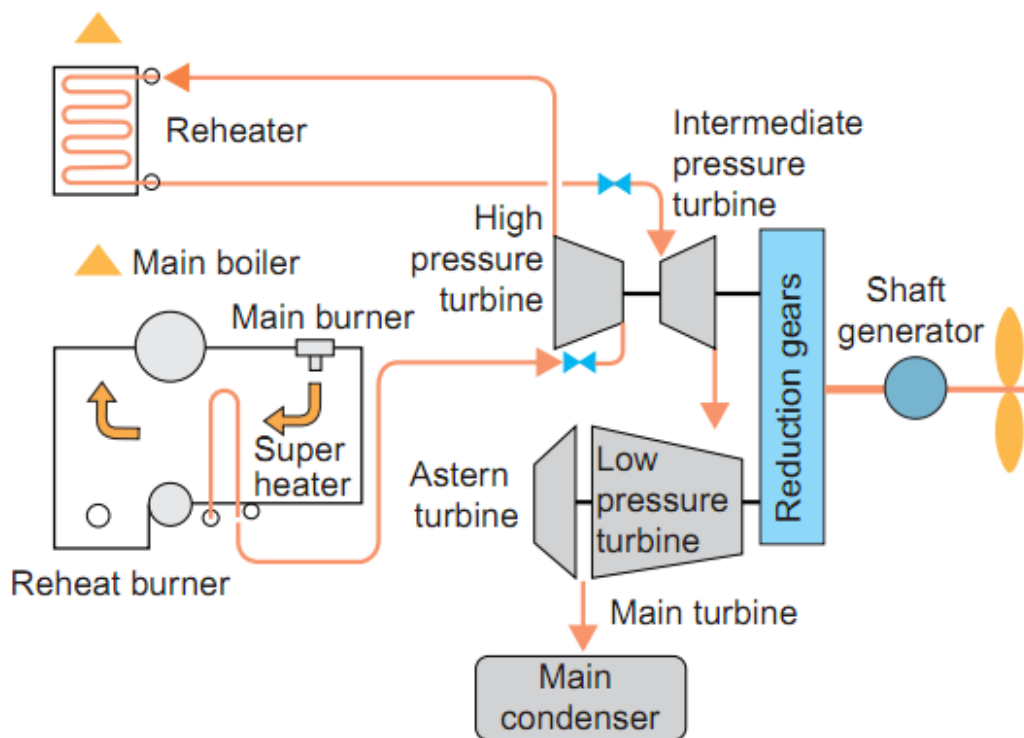 Reheater
Intermediate
pressure
turbine
High
pressure
turbine
Main boiler
Main burner
Super
heater
Reheat burner
Astern
turbine
Low
pressure
turbine
Reduction gears
Shaft
generator
Main turbine
Main
condenser